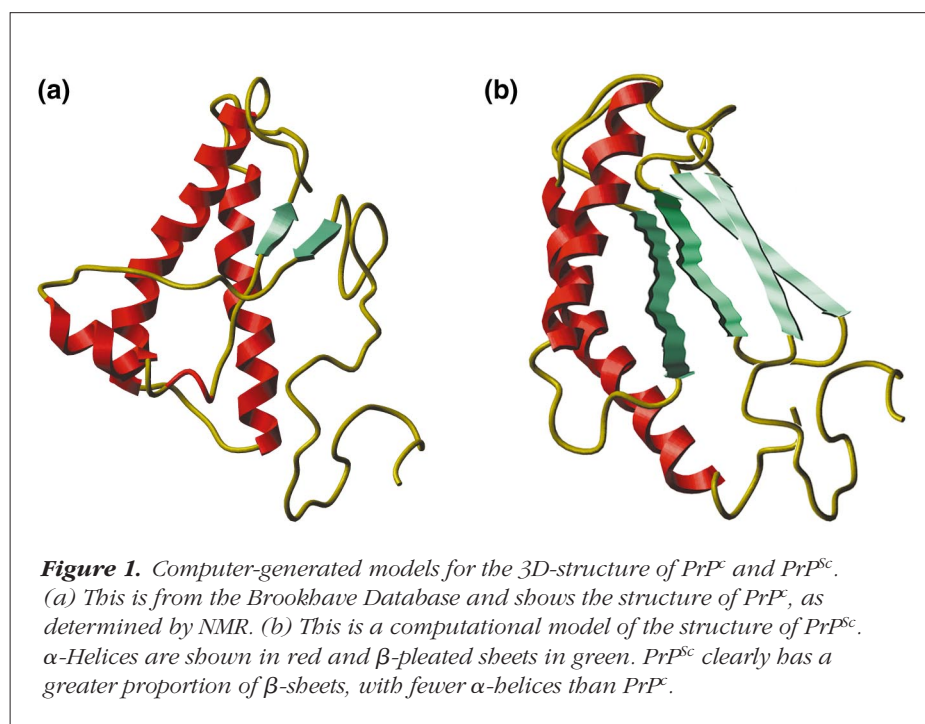 (a)
(b)
Figure 1. Computer-generated models for the 3D-structure of PrPᶜ and PrPˢᶜ.
(a) This is from the Brookhave Database and shows the structure of PrPᶜ, as
determined by NMR. (b) This is a computational model of the structure of PrPˢᶜ.
α-Helices are shown in red and β-pleated sheets in green. PrPˢᶜ clearly has a
greater proportion of β-sheets, with fewer α-helices than PrPᶜ.